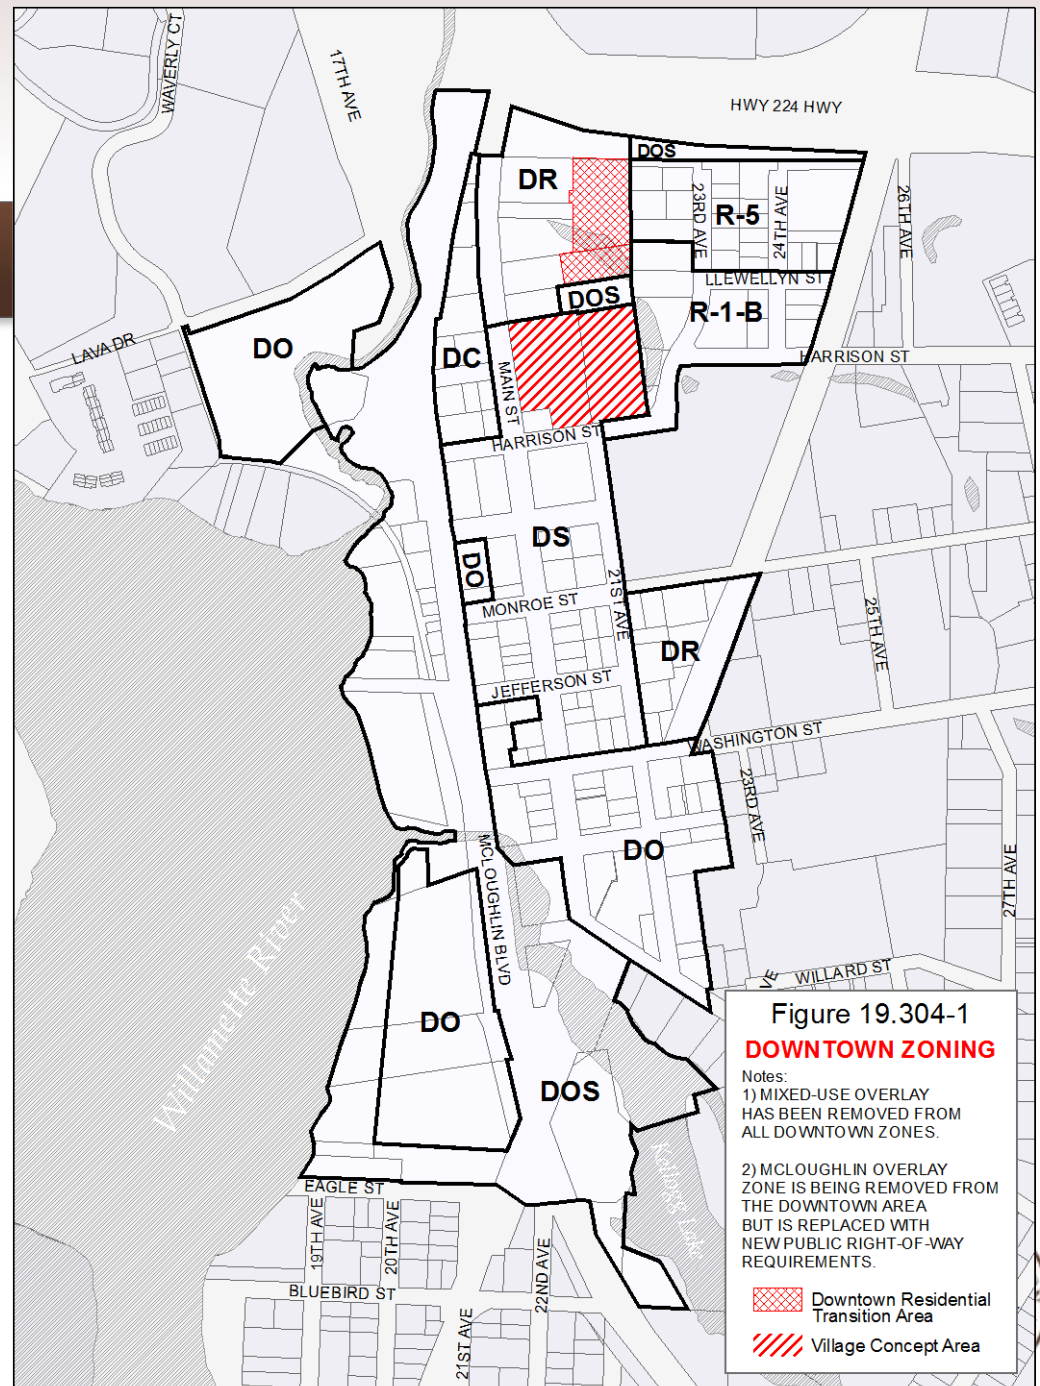 WAVERLY CT
17TH AVE
HWY 224 HWY
DOS
DR
23RD AVE
R-5
24TH AVE
26TH AVE
LLEWELLYN ST
DOS
R-1-B
LAVA DR
DO
DC
MAIN ST
HARRISON ST
HARRISON ST
DS
DO
MONROE ST
21ST AVE
25TH AVE
DR
JEFFERSON ST
WASHINGTON ST
23RD AVE
DO
MCLOUGHLIN BLVD
27TH AVE
Willamette River
VE
WILLARD ST
DO
DOS
Kellogg Lake
EAGLE ST
19TH AVE
20TH AVE
22ND AVE
BLUEBIRD ST
21ST AVE
Figure 19.304-1
DOWNTOWN ZONING
Notes:
1) MIXED-USE OVERLAY
HAS BEEN REMOVED FROM
ALL DOWNTOWN ZONES.
2) MCLOUGHLIN OVERLAY
ZONE IS BEING REMOVED FROM
THE DOWNTOWN AREA
BUT IS REPLACED WITH
NEW PUBLIC RIGHT-OF-WAY
REQUIREMENTS.
Downtown Residential
Transition Area
Village Concept Area